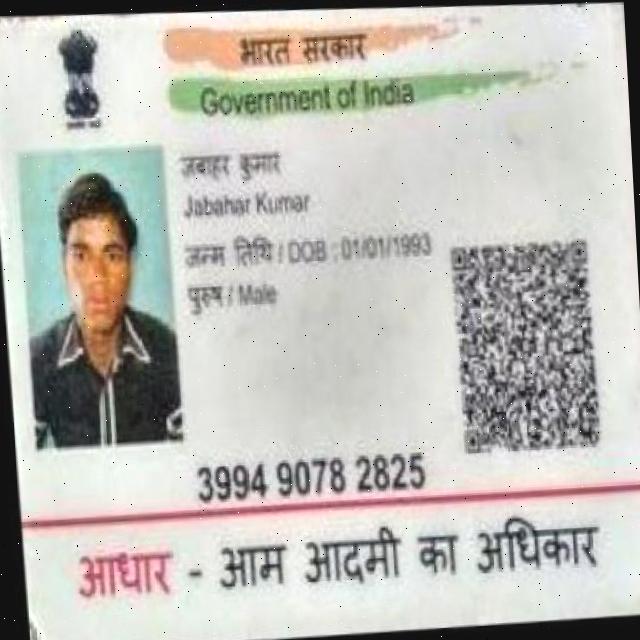 भारत सरकार
Government of India
जबाहर कुमार
Jabahar Kumar
जन्म तिथि / DOB : 01/01/1993
पुरुष / Male
3994 9078 2825
आधार - आम आदमी का अधिकार